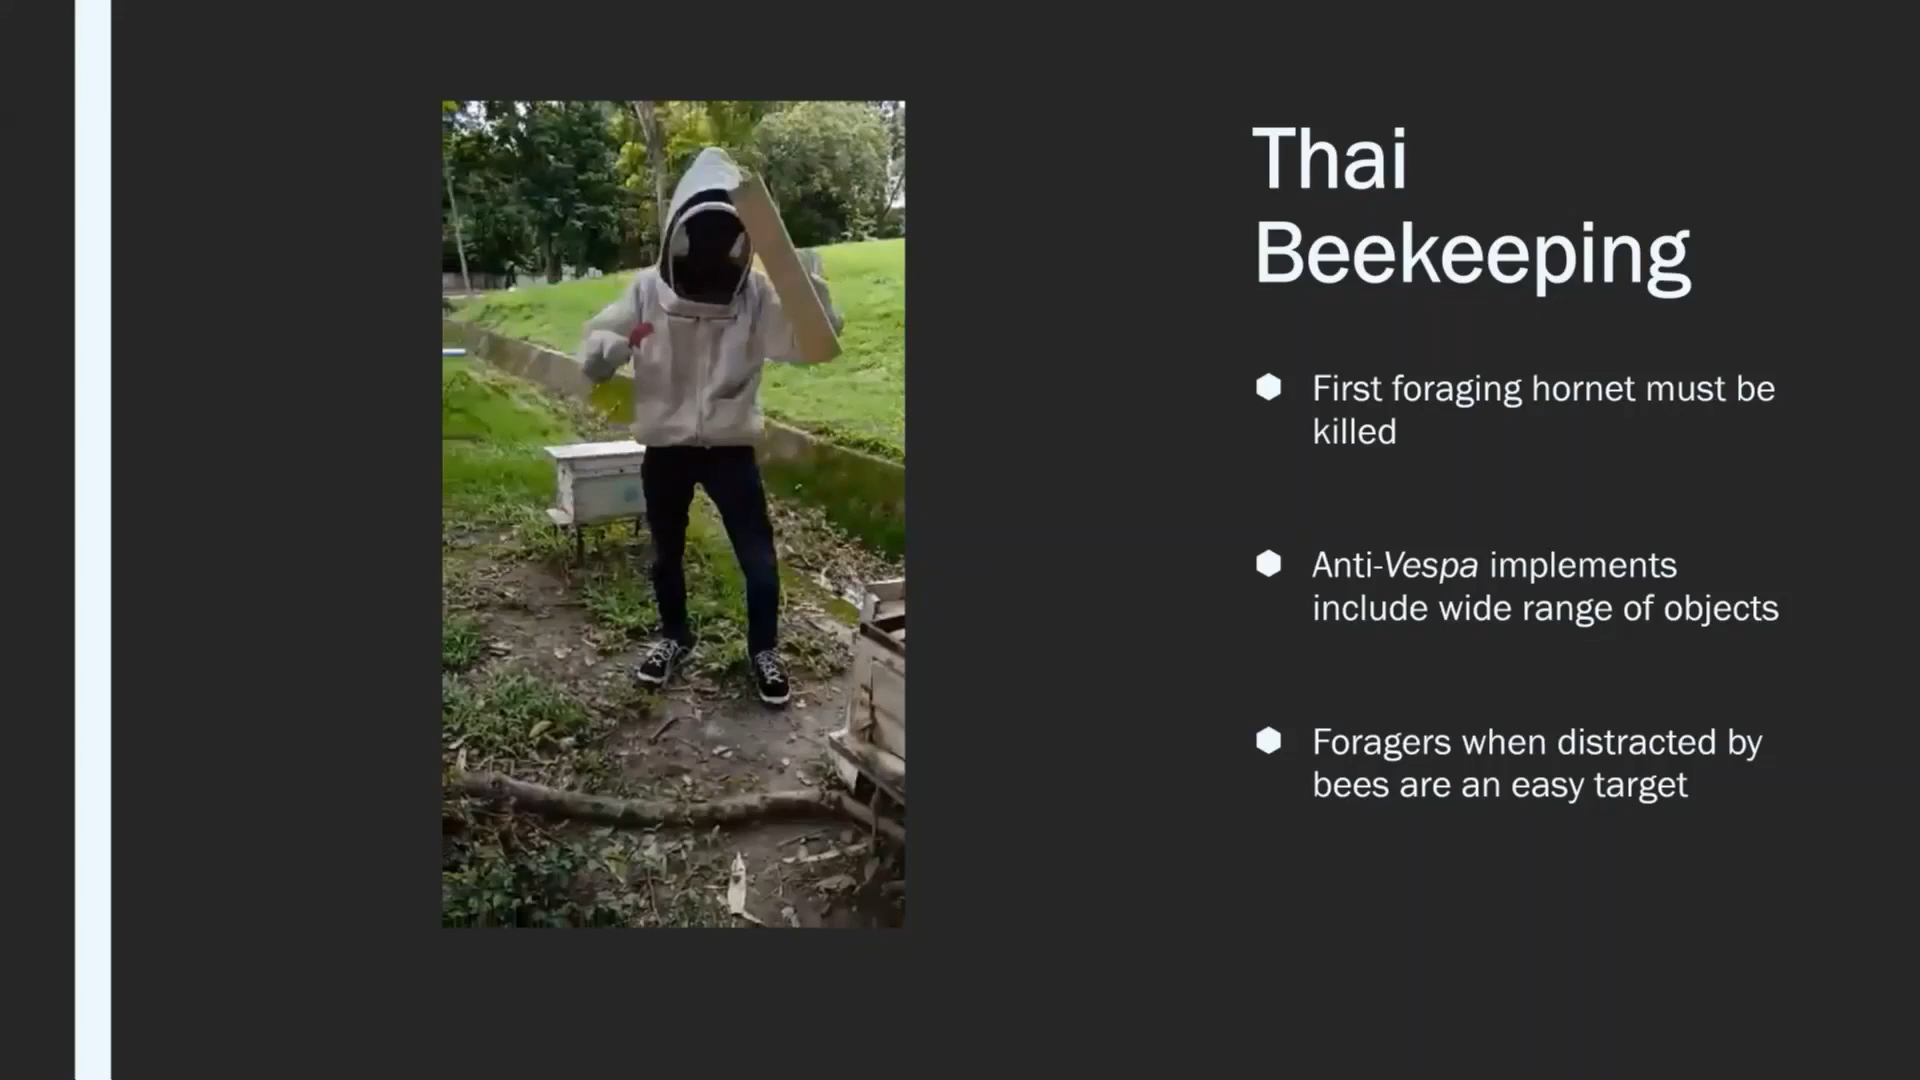 Thai
Beekeeping
First foraging hornet must be
killed
Anti-Vespa implements
include wide range of objects
Foragers when distracted by
bees are an easy target